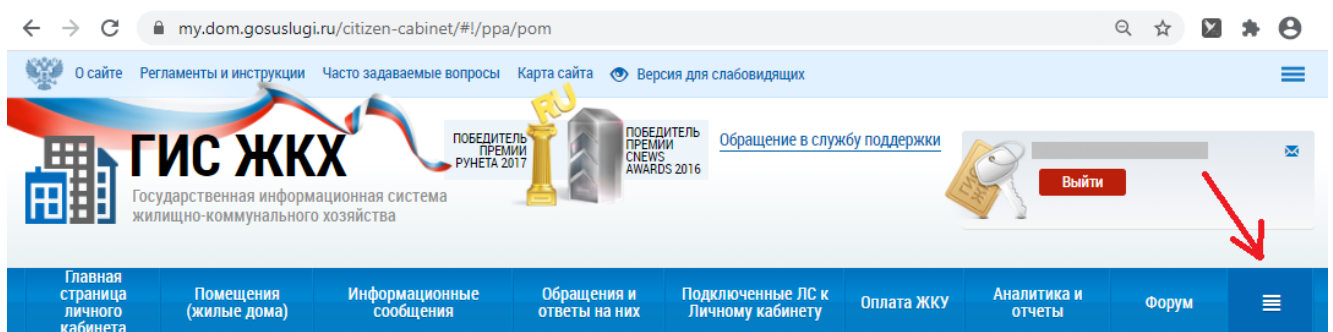 my.dom.gosuslugi.ru/citizen-cabinet/#!/ppa/pom
О сайте Регламенты и инструкции Часто задаваемые вопросы Карта сайта Версия для слабовидящих
ГИС ЖКХ
Государственная информационная система
жилищно-коммунального хозяйства
ПОБЕДИТЕЛЬ
ПРЕМИИ
РУНЕТА 2017
RU
ПОБЕДИТЕЛЬ
ПРЕМИИ
CNEWS
AWARDS 2016
Обращение в службу поддержки
ГИС
Выйти
Главная
страница
личного
кабинета
Помещения
(жилые дома)
Информационные
сообщения
Обращения и
ответы на них
Подключенные ЛС к
Личному кабинету
Оплата ЖКУ
Аналитика и
отчеты
Форум